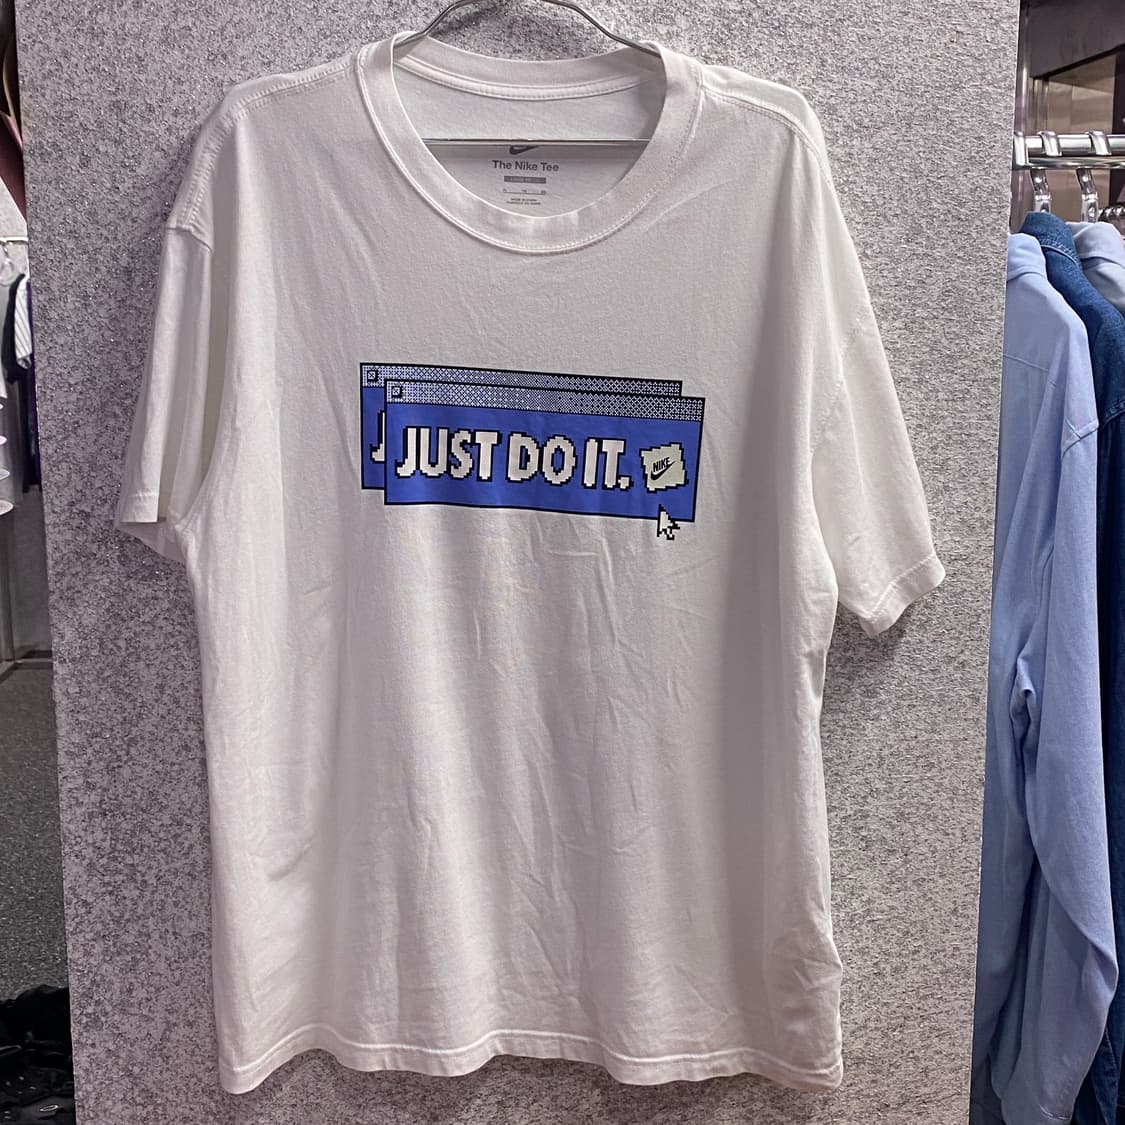 The Nike Tee
J
JUST DO IT.
NIKE